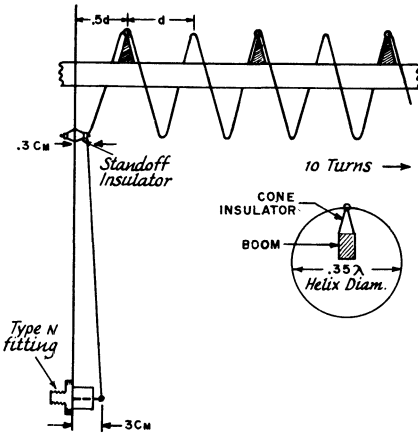 .5d
d
.3 CM
Standoff
Insulator
10 Turns
CONE
INSULATOR
BOOM
.35λ
Helix Diam.
Type N
fitting
3CM